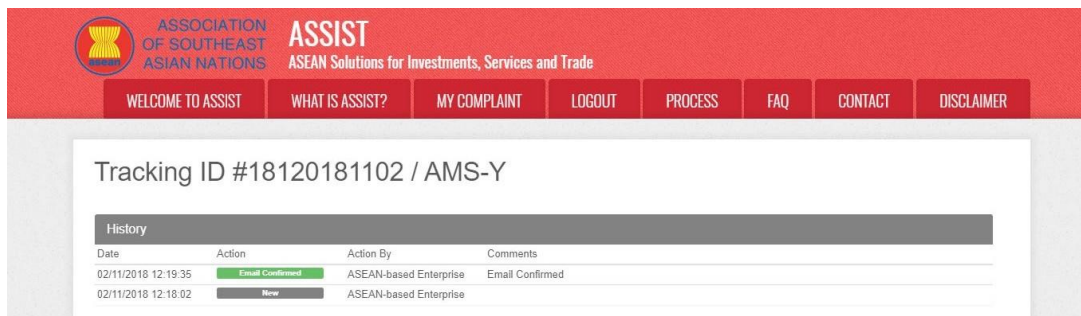 ASSOCIATION
OF SOUTHEAST
ASIAN NATIONS
asean
ASSIST
ASEAN Solutions for Investments, Services and Trade
WELCOME TO ASSIST WHAT IS ASSIST? MY COMPLAINT LOGOUT PROCESS FAQ CONTACT DISCLAIMER
Tracking ID #18120181102 / AMS-Y
History
Date Action Action By Comments
02/11/2018 12:19:35 Email Confirmed ASEAN-based Enterprise Email Confirmed
02/11/2018 12:18:02 New ASEAN-based Enterprise